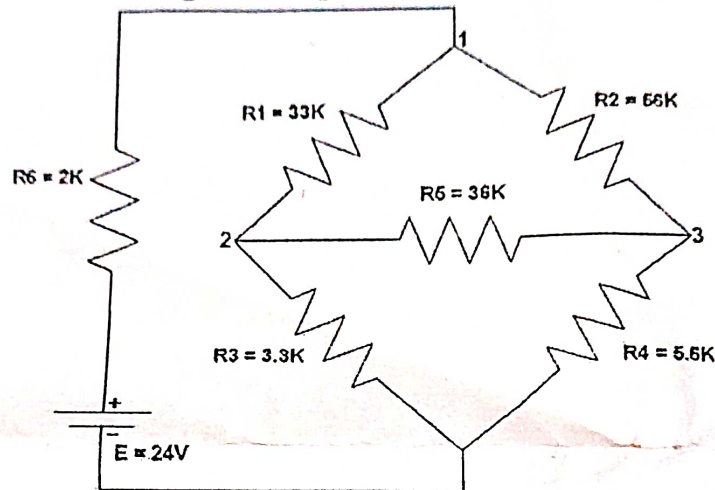 1
R1 = 33K
R2 = 56K
R6 = 2K
R5 = 36K
2
3
R3 = 3.3K
R4 = 5.6K
+
-
E = 24V